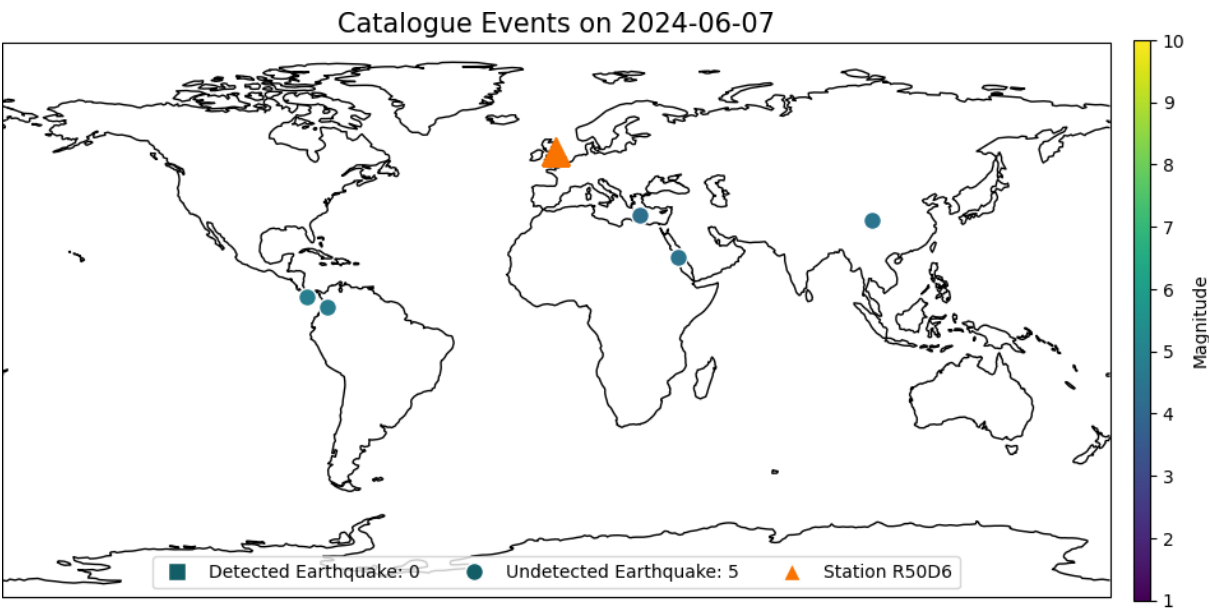 Catalogue Events on 2024-06-07
10
9
8
7
6
5
4
3
2
1
Magnitude
Detected Earthquake: 0
Undetected Earthquake: 5
Station R50D6